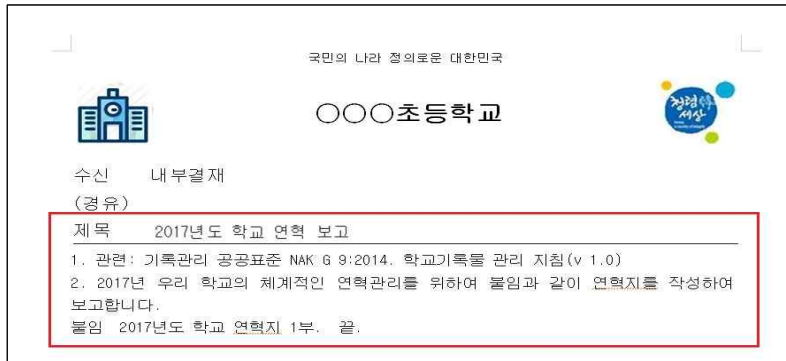 국민의 나라 정의로운 대한민국
○○○초등학교
청렴
세상
수신 내부결재
(경유)
제목 2017년도 학교 연혁 보고
1. 관련: 기록관리 공공표준 NAK G 9:2014. 학교기록물 관리 지침(v 1.0)
2. 2017년 우리 학교의 체계적인 연혁관리를 위하여 붙임과 같이 연혁지를 작성하여
보고합니다.
붙임 2017년도 학교 연혁지 1부. 끝.